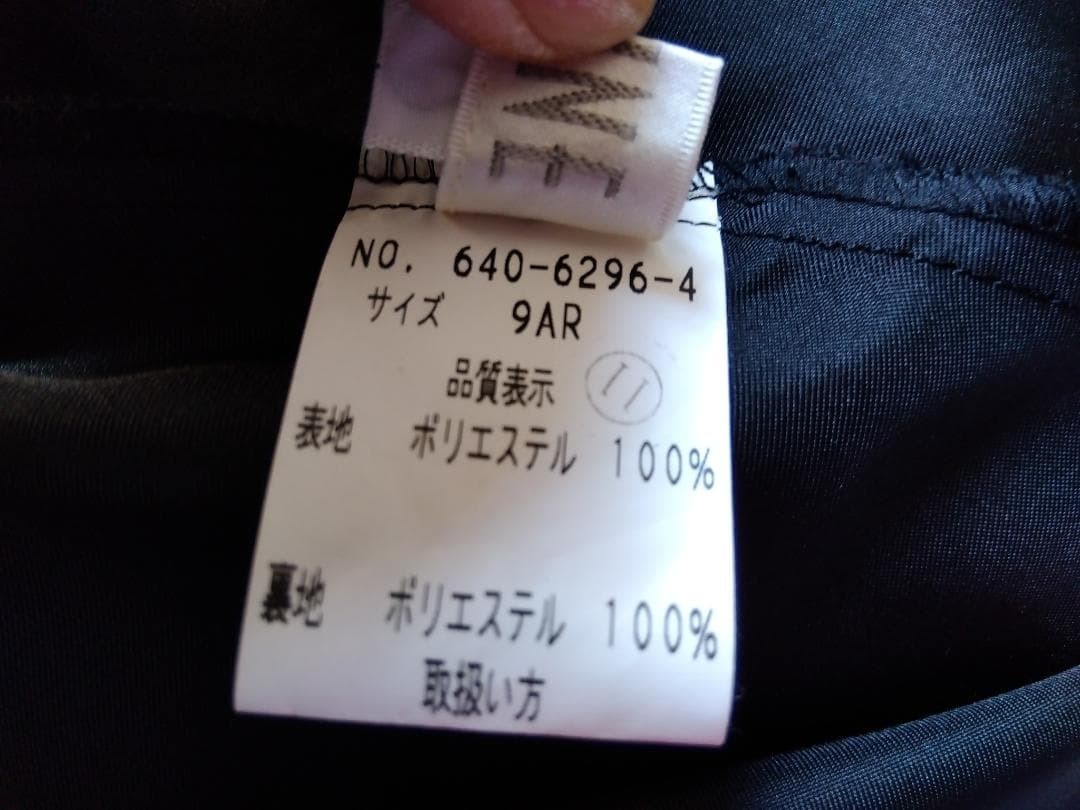 NO. 640-6296-4
サイズ 9AR
品質表示 11
表地 ポリエステル 100%
裏地 ポリエステル 100%
取扱い方